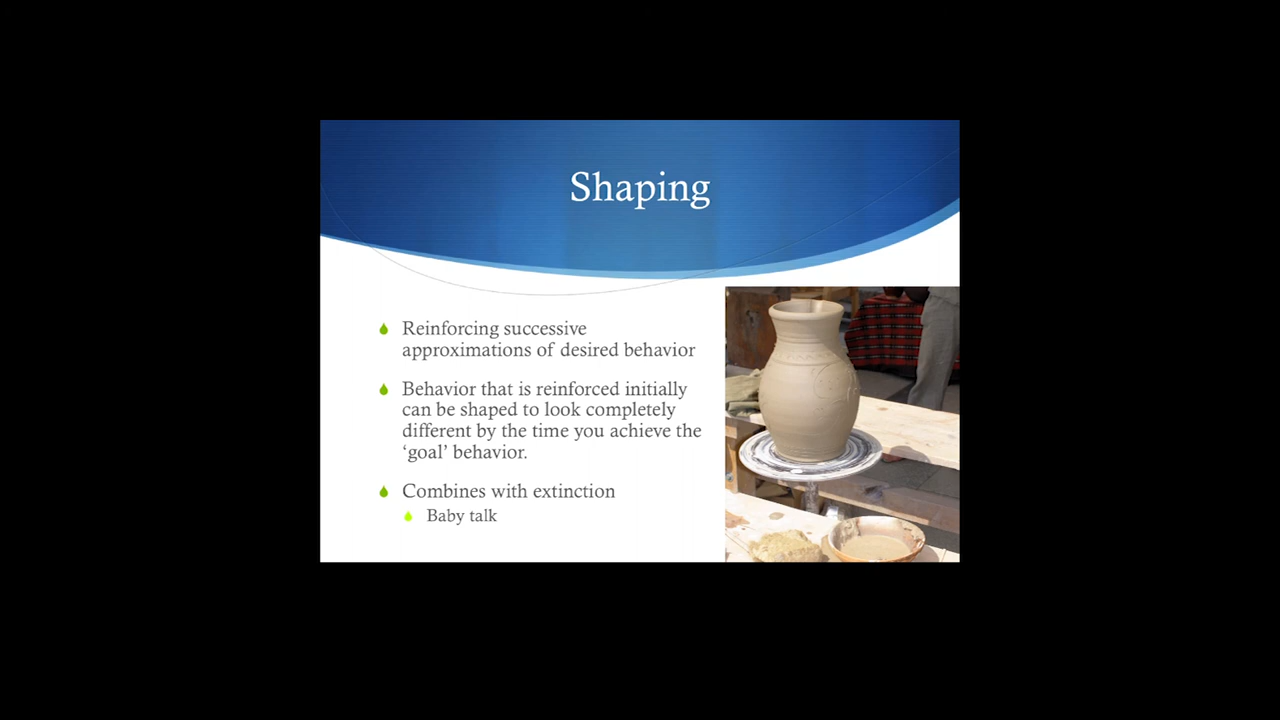 Shaping
Reinforcing successive
approximations of desired behavior
Behavior that is reinforced initially
can be shaped to look completely
different by the time you achieve the
‘goal’ behavior.
Combines with extinction
Baby talk